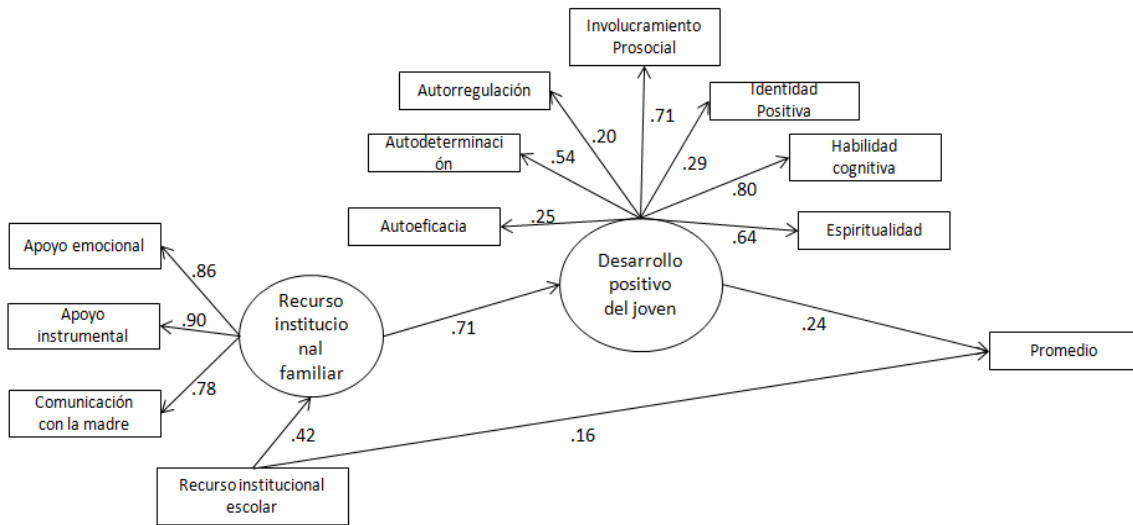 Involucramiento
Prosocial
Autorregulación
Identidad
Positiva
.71
.20
Autodeterminaci
ón
.54
.29
Habilidad
cognitiva
.80
Autoeficacia
.25
.64
Espiritualidad
Apoyo emocional
.86
Desarrollo
positivo
del joven
Apoyo
instrumental
.90
Recurso
institucio
nal
familiar
.71
.24
Promedio
Comunicación
con la madre
.78
.42
.16
Recurso institucional
escolar